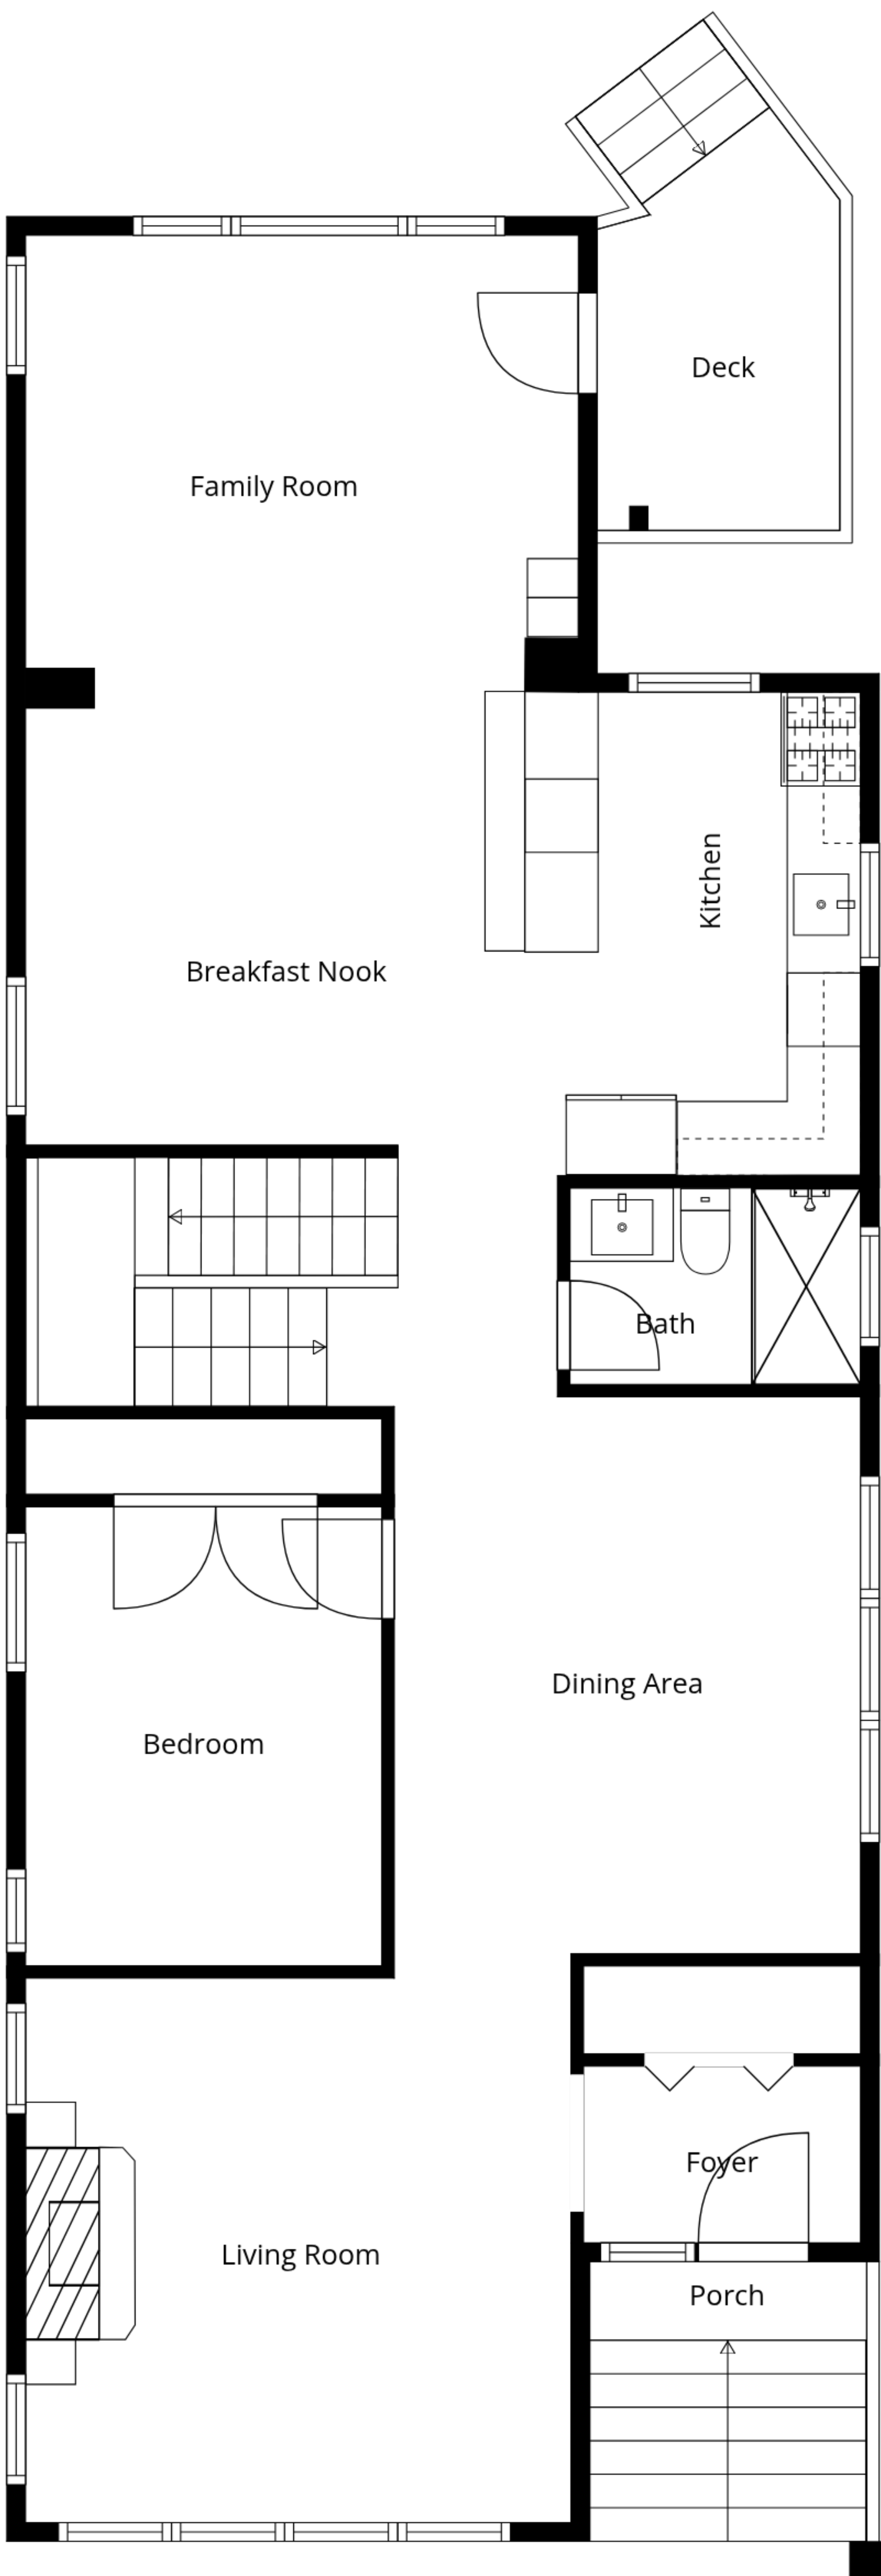 Deck
Family Room
Kitchen
Breakfast Nook
Bath
Dining Area
Bedroom
Foyer
Living Room
Porch